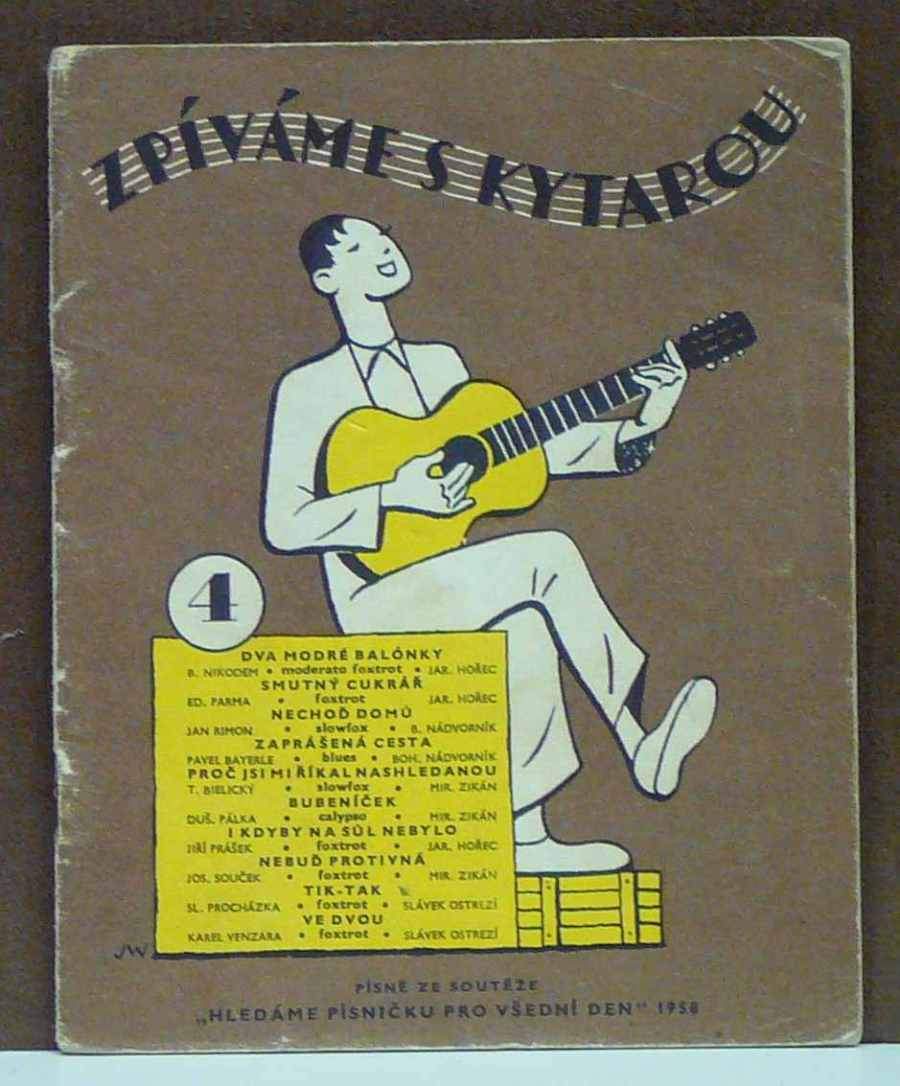 ZPÍVÁME S KYTAROU
4
DVA MODRÉ BALÓNKY
B. NIKODEM • moderato foxtrot • JAR. HOŘEC
SMUTNÝ CUKRÁŘ
ED. PARMA • foxtrot JAR. HOŘEC
NECHOĎ DOMŮ
JAN RIMON • slowfox • B. NÁDVORNÍK
ZAPRÁŠENÁ CESTA
PAVEL BAYERLE • blues • BOH. NÁDVORNÍK
PROČ JSI MI ŘÍKAL NASHLEDANOU
T. BIELICKÝ • slowfox • MIR. ZIKÁN
BUBENÍČEK
DUŠ. PÁLKA • calypso • MIR. ZIKÁN
I KDYBY NA SŮL NEBYLO
JIŘÍ PRÁŠEK • foxtrot • JAR. HOŘEC
NEBUĎ PROTIVNÁ
JOS. SOUČEK • foxtrot • MIR. ZIKÁN
TIK-TAK
SL. PROCHÁZKA • foxtrot • SLÁVEK OSTREZÍ
VE DVOU
KAREL VENZARA • foxtrot • SLÁVEK OSTREZÍ
JW
PÍSNĚ ZE SOUTĚŽE
„HLEDÁME PÍSNIČKU PRO VŠEDNÍ DEN" 1958